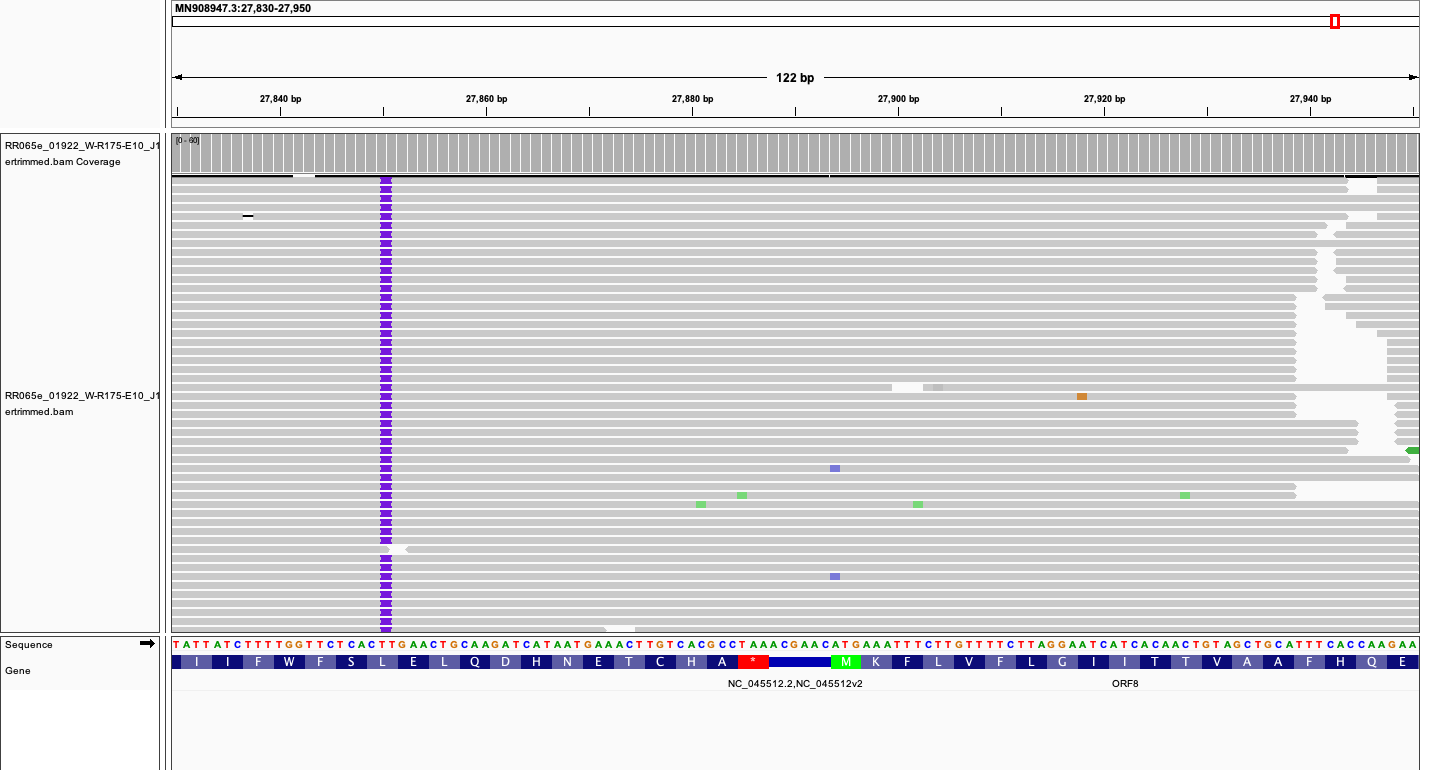 MN908947.3:27,830-27,950
122 bp
27,840 bp 27,860 bp 27,880 bp 27,900 bp 27,920 bp 27,940 bp
RR065e_01922_W-R175-E10_J1
ertrimmed.bam Coverage
[0 - 60]
RR065e_01922_W-R175-E10_J1
ertrimmed.bam
Sequence
T A T T A T C T T T T G G T T C T C A C T T G A A C T G C A A G A T C A T A A T G A A A C T T G T C A C G C C T A A A C G A A C A T G A A A T T T C T T G T T T T C T T A G G A A T C A T C A C A A C T G T A G C T G C A T T T C A C C A A G A A
Gene
I I F W F S L E L Q D H N E T C H A * M K F L V F L G I I T T V A A F H Q E
NC_045512.2,NC_045512v2 ORF8